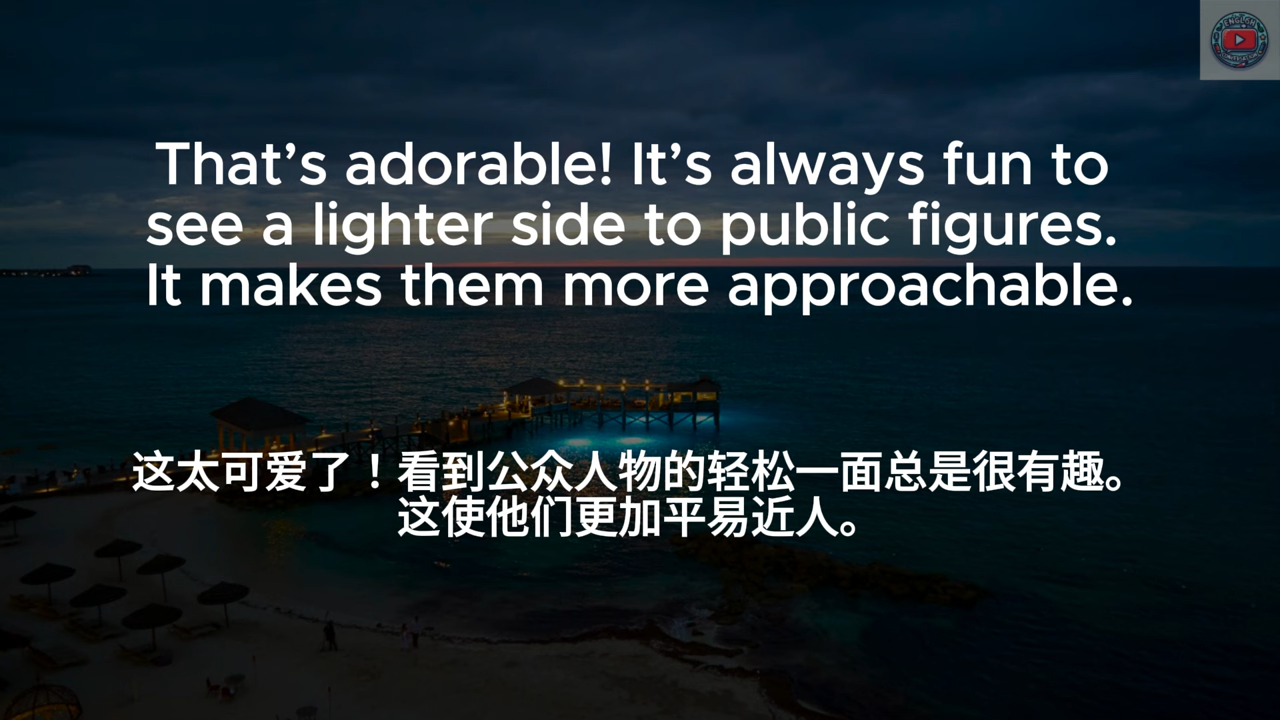 ENGLISH
That’s adorable! It’s always fun to
see a lighter side to public figures.
It makes them more approachable.
这太可爱了！看到公众人物的轻松一面总是很有趣。
这使他们更加平易近人。